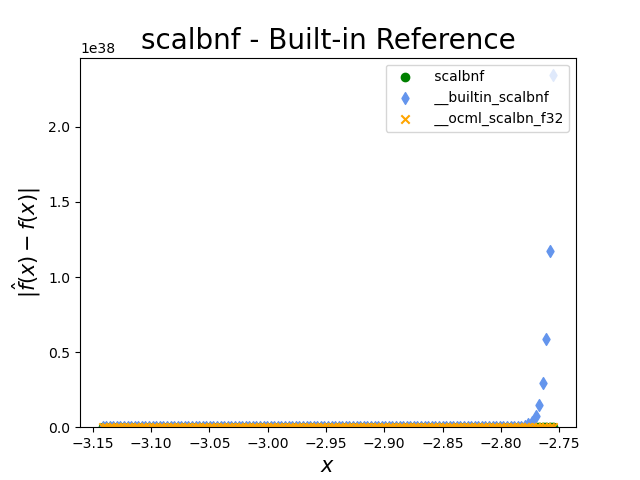 scalbnf - Built-in Reference
1e38
scalbnf
__builtin_scalbnf
__ocml_scalbn_f32
2.0
1.5
1.0
0.5
0.0
|f̂(x) − f(x)|
−3.15 −3.10 −3.05 −3.00 −2.95 −2.90 −2.85 −2.80 −2.75
x